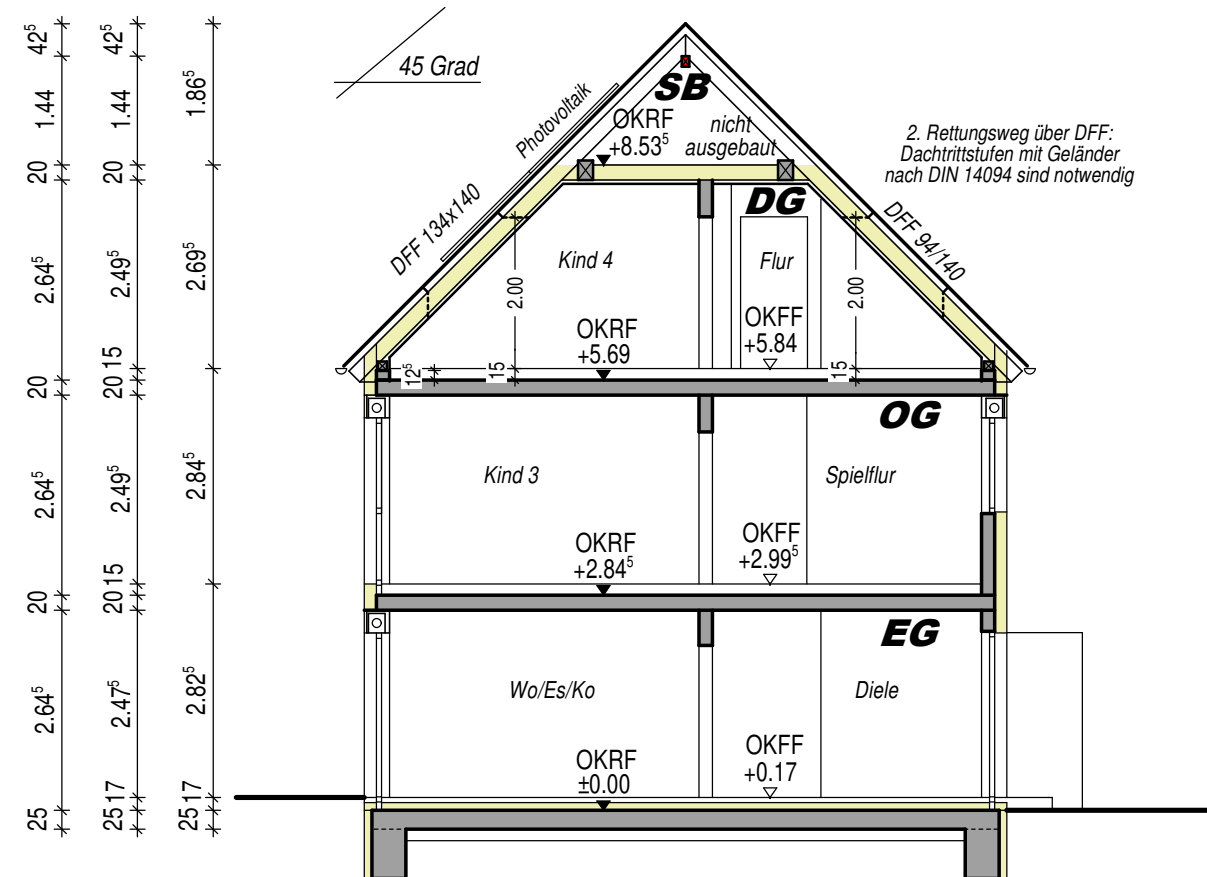 42⁵
1.44
20
2.64⁵
20
2.64⁵
20
2.64⁵
25
42⁵
1.44
20
2.49⁵
15
20
2.49⁵
15
20
2.47⁵
17
25
1.86⁵
2.69⁵
2.84⁵
2.82⁵
17
25
45 Grad
Photovoltaik
DFF 134x140
SB
OKRF
+8.53⁵
nicht
ausgebaut
2. Rettungsweg über DFF:
Dachtrittstufen mit Geländer
nach DIN 14094 sind notwendig
DG
DFF 94/140
Kind 4
Flur
2.00
2.00
OKRF
+5.69
OKFF
+5.84
12⁵
15
15
OG
Kind 3
Spielflur
OKRF
+2.84⁵
OKFF
+2.99⁵
EG
Wo/Es/Ko
Diele
OKRF
±0.00
OKFF
+0.17